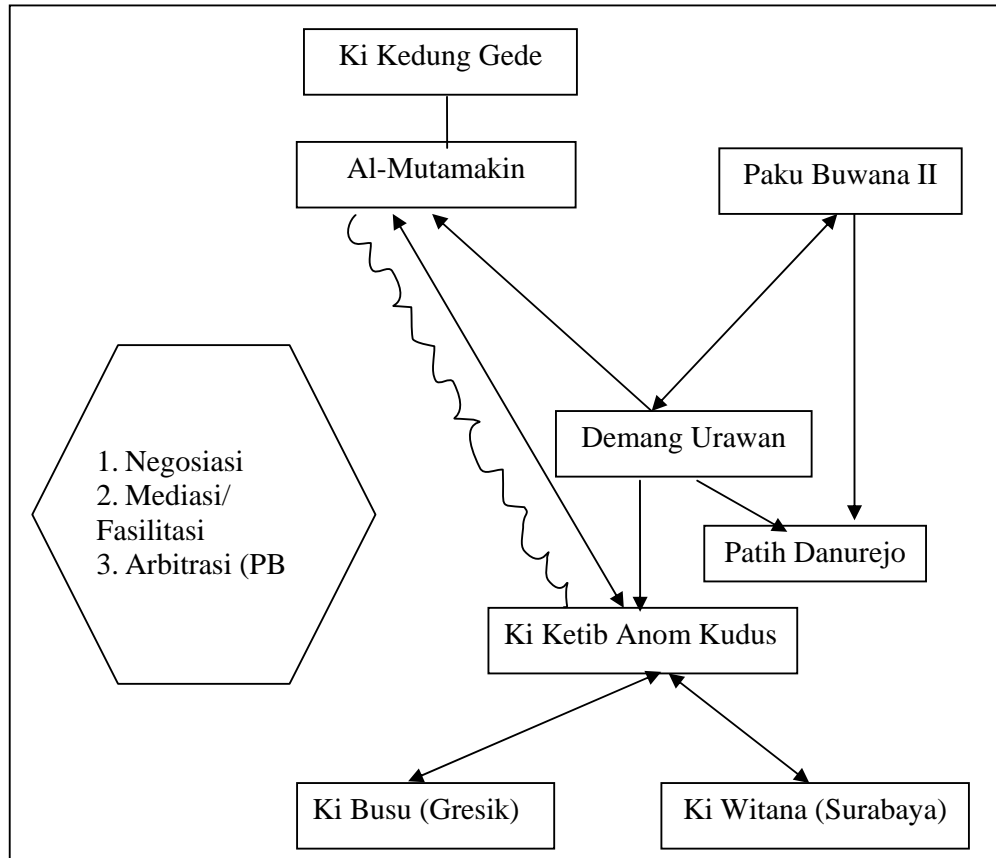 Ki Kedung Gede
Al-Mutamakin
Paku Buwana II
1. Negosiasi
2. Mediasi/
Fasilitasi
3. Arbitrasi (PB
Demang Urawan
Patih Danurejo
Ki Ketib Anom Kudus
Ki Busu (Gresik)
Ki Witana (Surabaya)